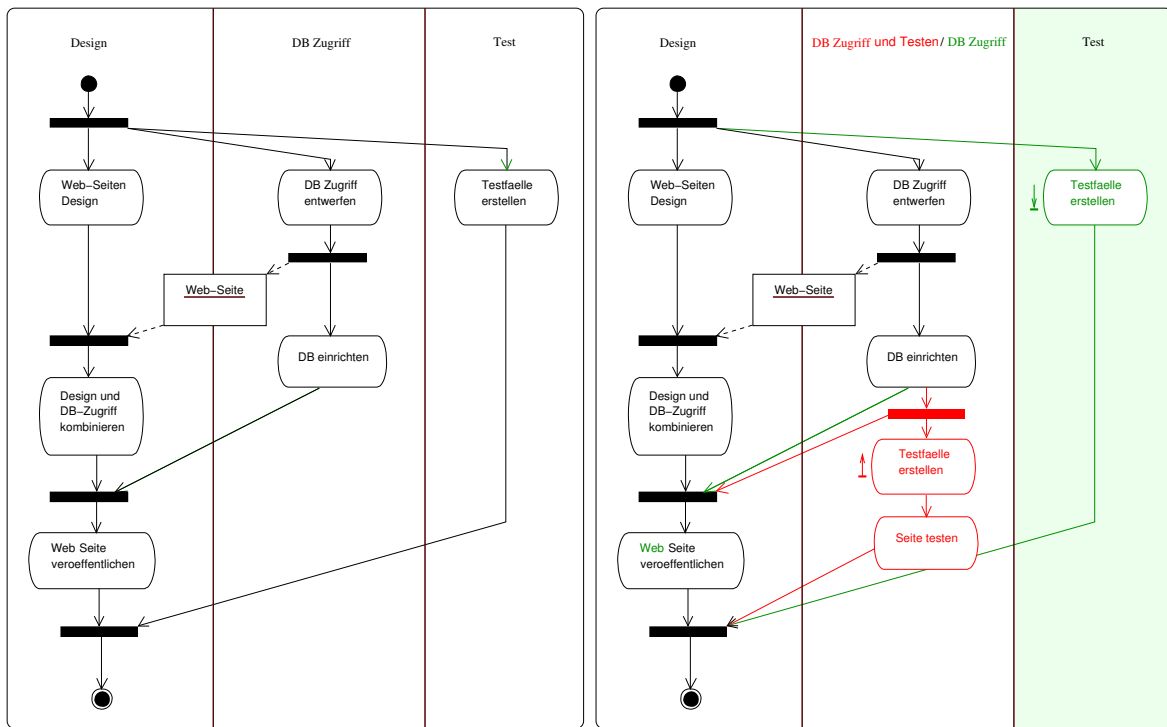 Design
DB Zugriff
Test
Web–Seiten
Design
DB Zugriff
entwerfen
Testfaelle
erstellen
Web–Seite
DB einrichten
Design und
DB–Zugriff
kombinieren
Web Seite
veroeffentlichen
Design
DB Zugriff und Testen/ DB Zugriff
Test
Web–Seiten
Design
DB Zugriff
entwerfen
Testfaelle
erstellen
Web–Seite
DB einrichten
Design und
DB–Zugriff
kombinieren
Testfaelle
erstellen
Seite testen
Web Seite
veroeffentlichen